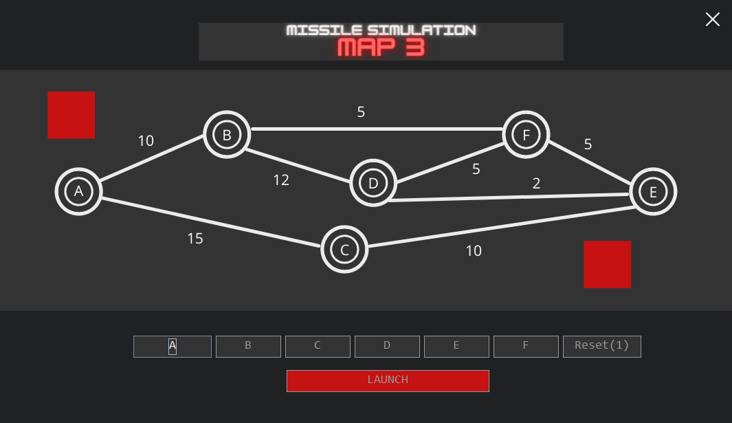 MISSILE SIMULATION
MAP 3
5
10
B
F
5
12
D
5
2
A
E
15
C
10
A B C D E F Reset(1)
LAUNCH